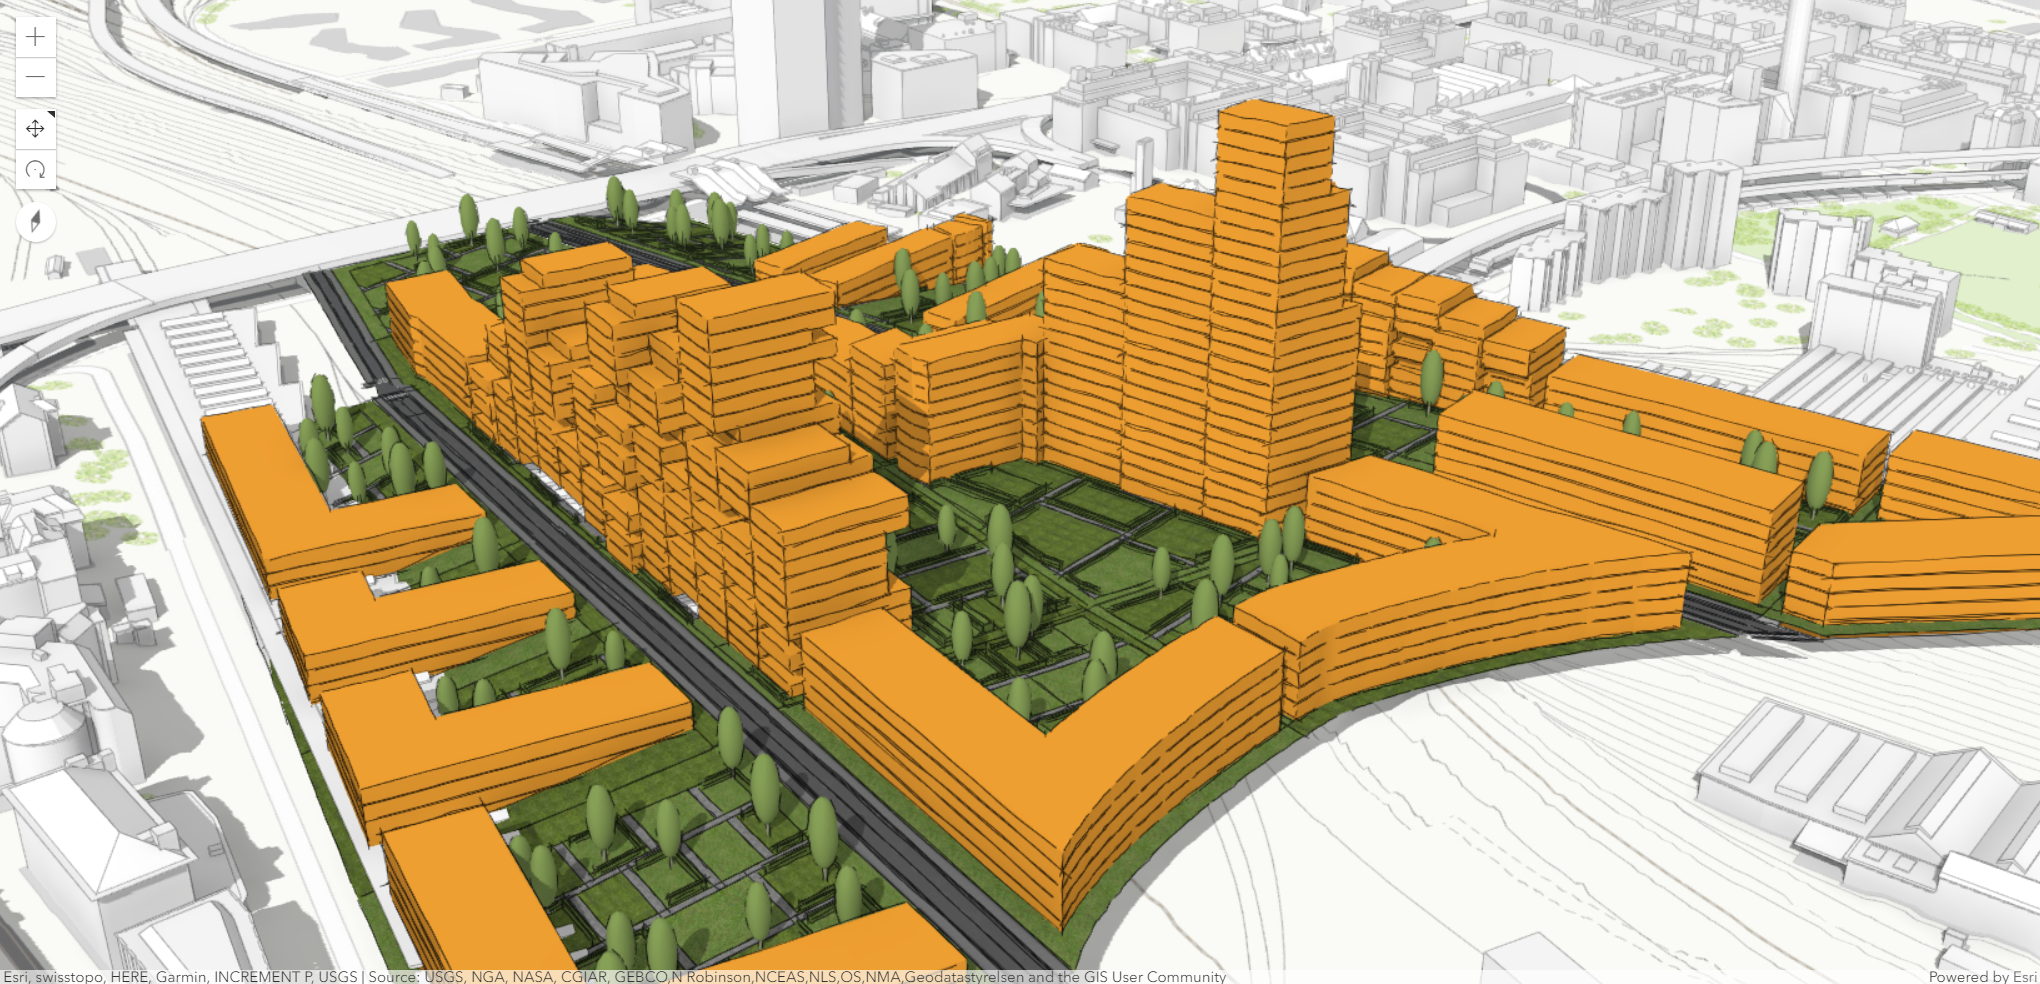 Esri, swisstopo, HERE, Garmin, INCREMENT P, USGS | Source: USGS, NGA, NASA, CGIAR, GEBCO,N Robinson,NCEAS,NLS,OS,NMA,Geodatastyrelsen and the GIS User Community
Powered by Esri